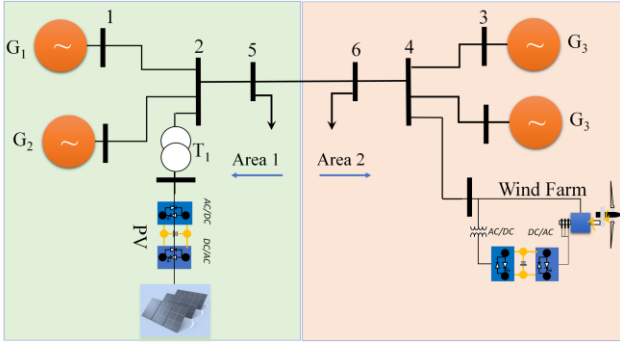 1
3
G1
2
5
6
4
G3
G2
T1
G3
Area 1
Area 2
Wind Farm
AC/DC
PV
DC/AC
AC/DC
DC/AC